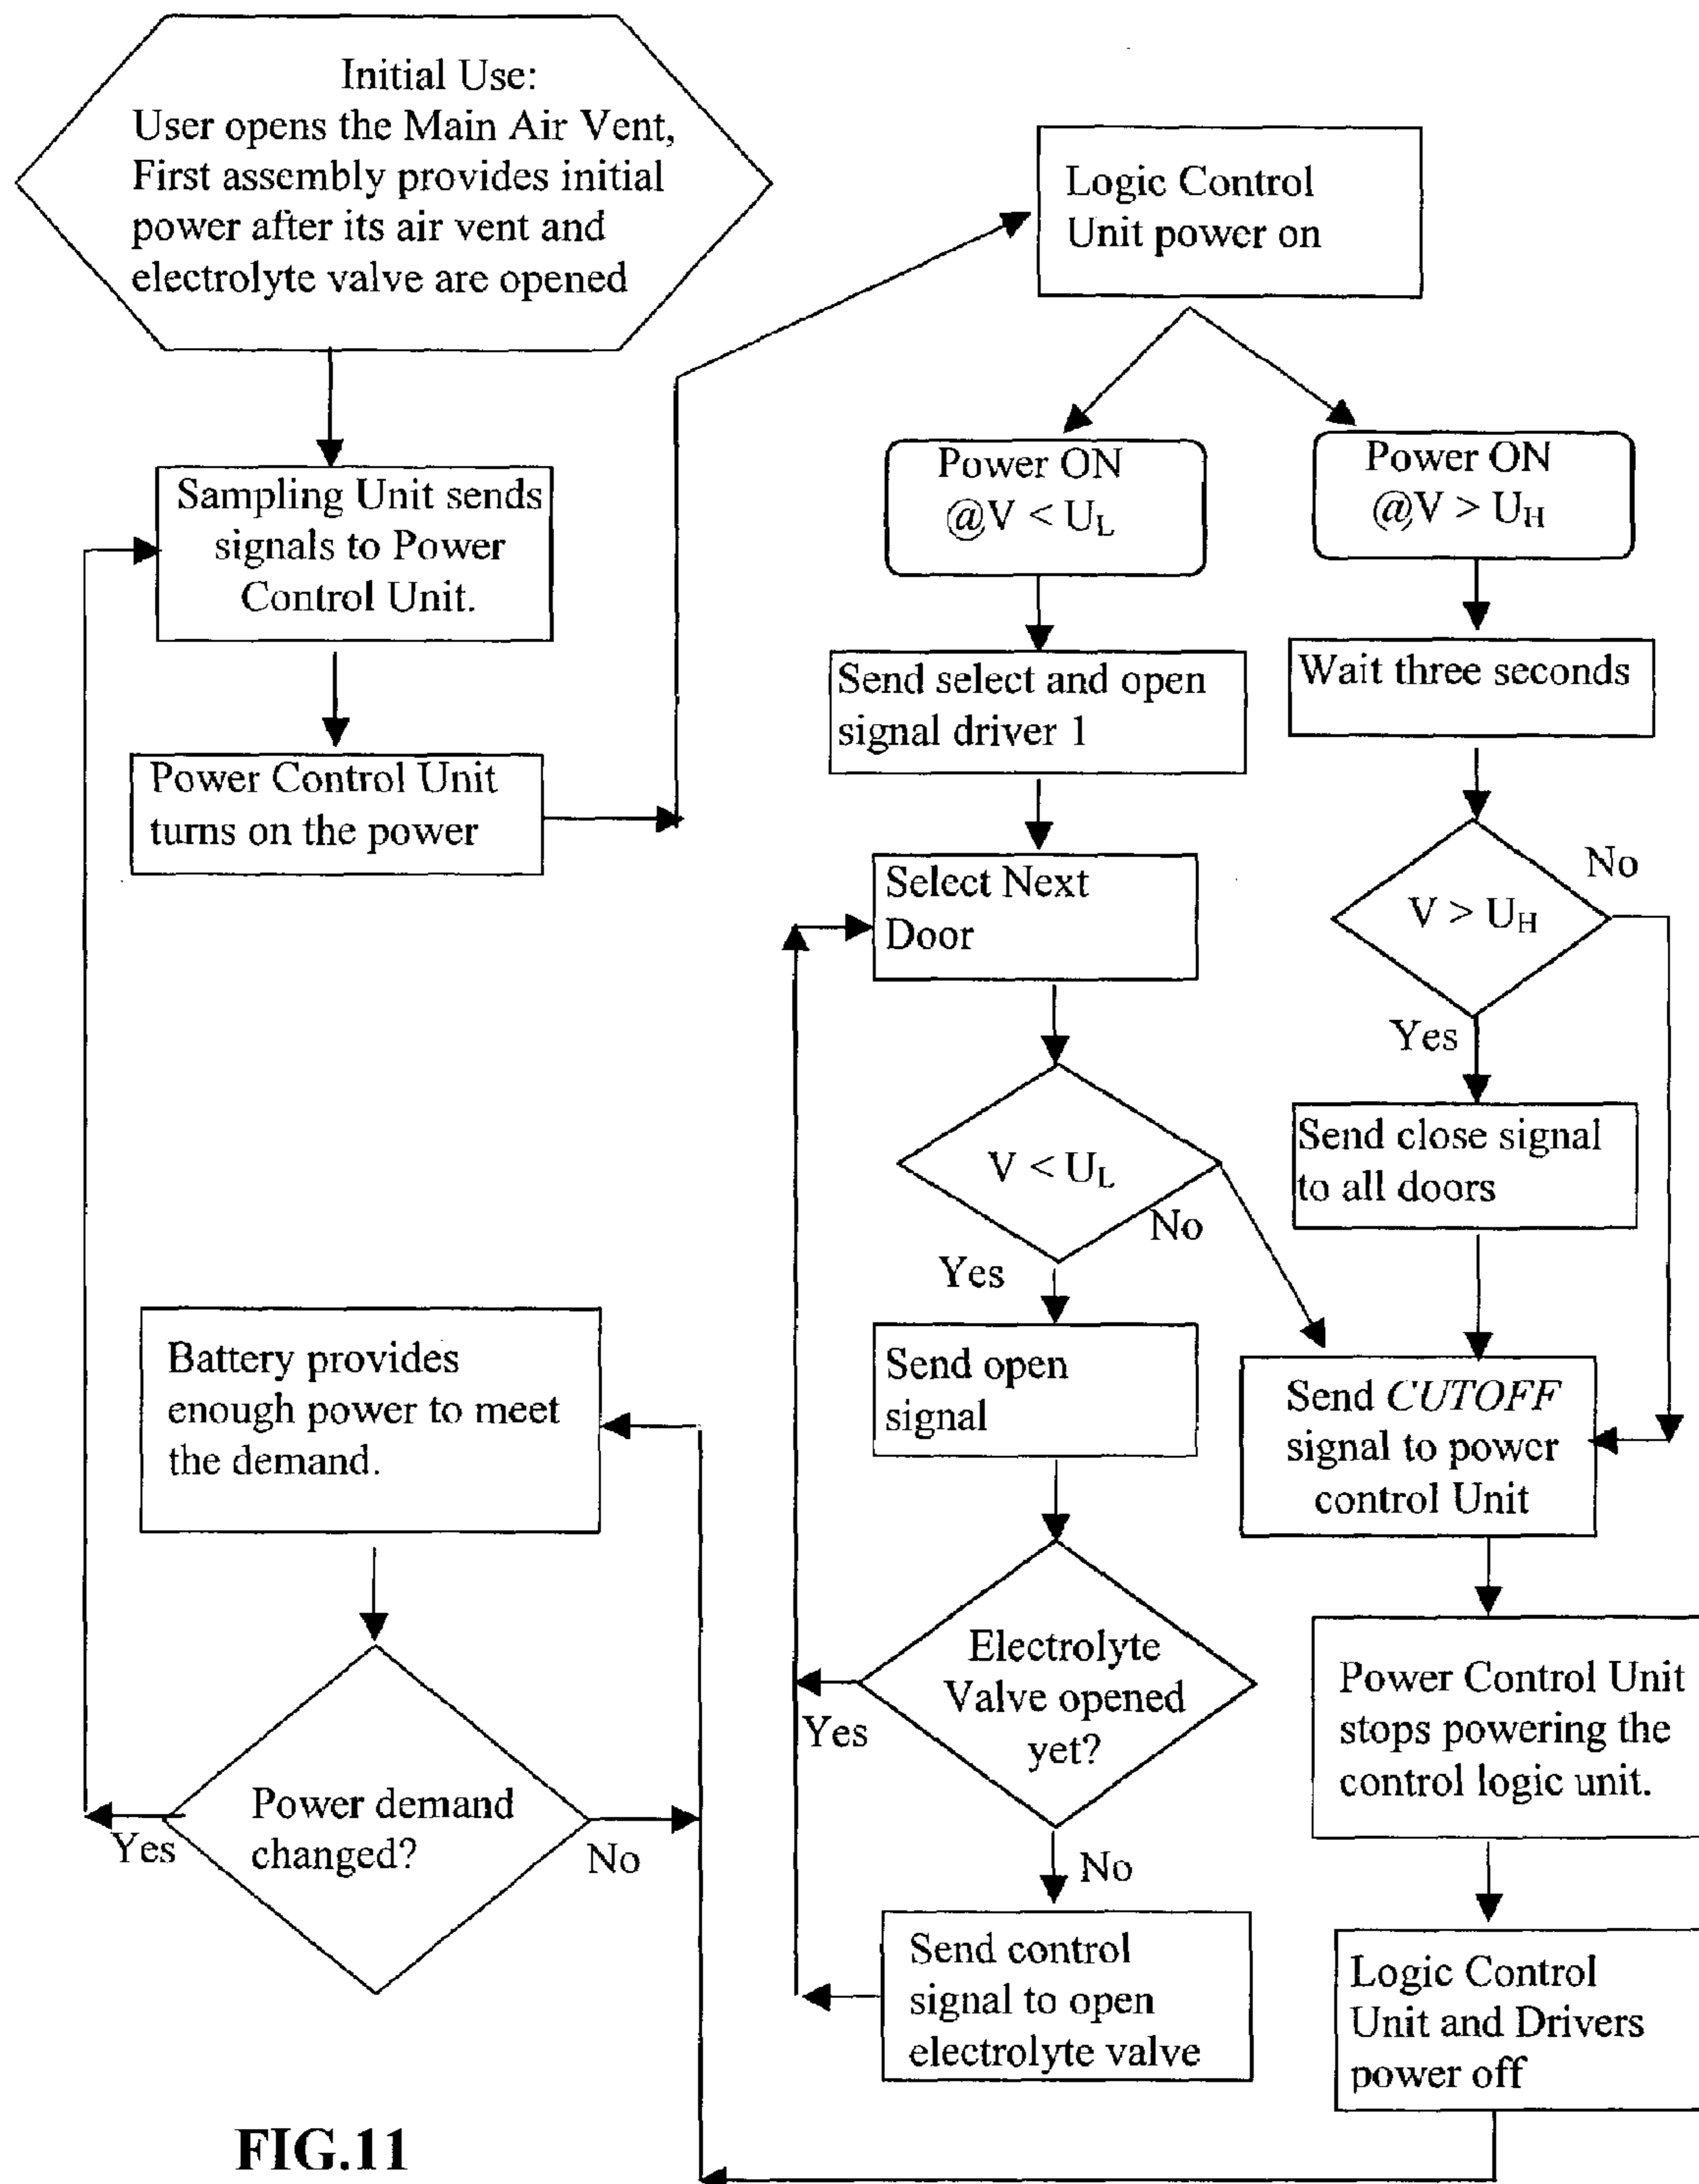 Initial Use:
User opens the Main Air Vent,
First assembly provides initial
power after its air vent and
electrolyte valve are opened
Sampling Unit sends
signals to Power
Control Unit.
Power Control Unit
turns on the power
Logic Control
Unit power on
Power ON
@V < U_L
Power ON
@V > U_H
Send select and open
signal driver 1
Wait three seconds
Select Next
Door
V > U_H
No
Yes
V < U_L
No
Yes
Send close signal
to all doors
Send open
signal
Send CUTOFF
signal to power
control Unit
Electrolyte
Valve opened
yet?
Yes
No
Send control
signal to open
electrolyte valve
Power Control Unit
stops powering the
control logic unit.
Logic Control
Unit and Drivers
power off
Battery provides
enough power to meet
the demand.
Power demand
changed?
Yes
No
FIG.11